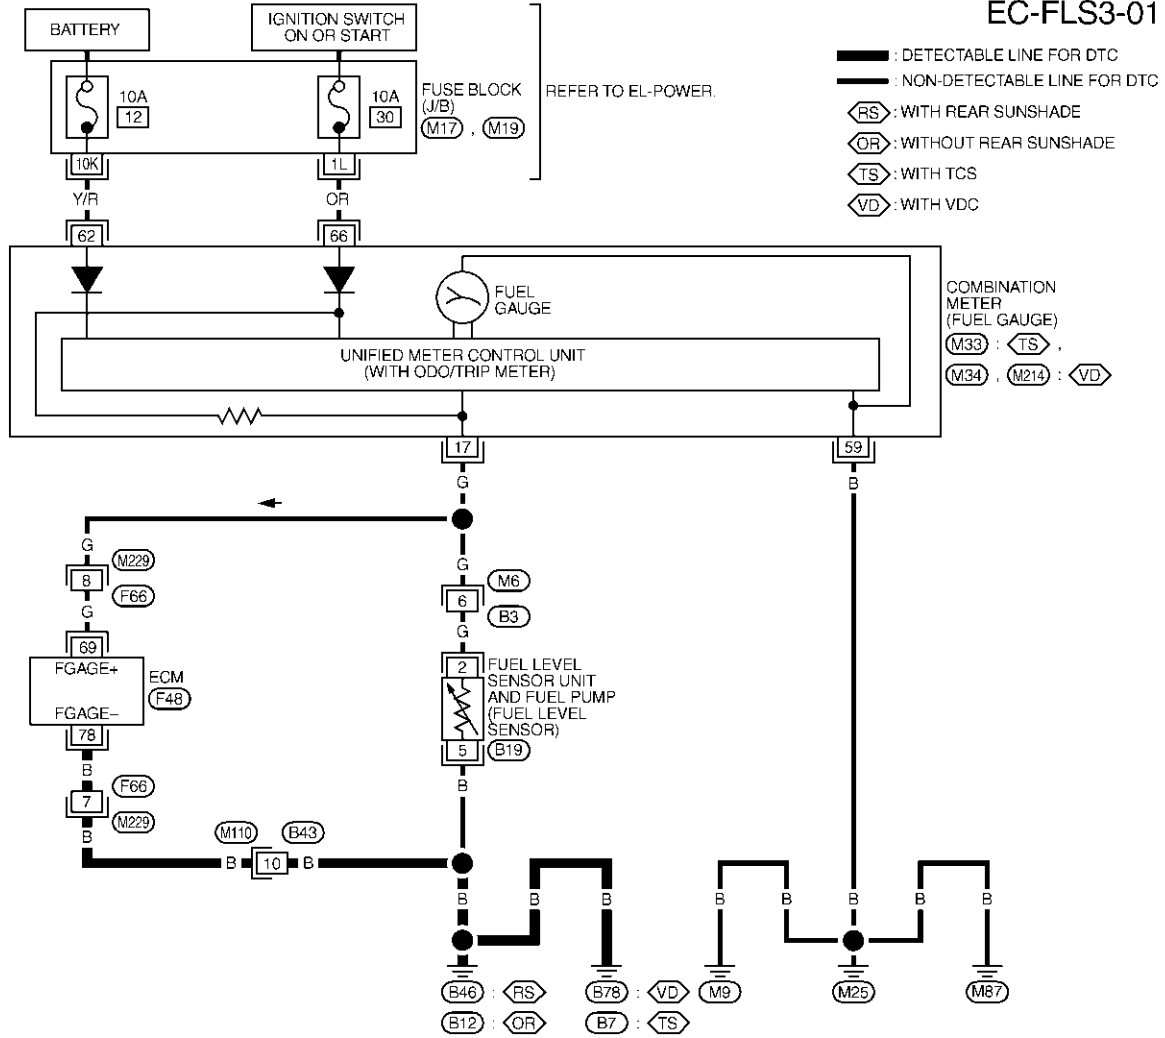 EC-FLS3-01
BATTERY
IGNITION SWITCH
ON OR START
: DETECTABLE LINE FOR DTC
: NON-DETECTABLE LINE FOR DTC
RS : WITH REAR SUNSHADE
OR : WITHOUT REAR SUNSHADE
TS : WITH TCS
VD : WITH VDC
10A
12
10A
30
FUSE BLOCK
(J/B)
M17 , M19
REFER TO EL-POWER.
10K
1L
Y/R
OR
62
66
FUEL
GAUGE
COMBINATION
METER
(FUEL GAUGE)
M33 : TS ,
M34 , M214 : VD
UNIFIED METER CONTROL UNIT
(WITH ODO/TRIP METER)
17
59
G
B
G
M229
8
F66
G
69
FGAGE+
FGAGE–
ECM
F48
78
B
F66
7
M229
B
G
M6
6
B3
G
2
FUEL LEVEL
SENSOR UNIT
AND FUEL PUMP
(FUEL LEVEL
SENSOR)
5
B19
B
M110
B43
B
10
B
B
B
B
B
B
B
B
B
B46 : RS
B12 : OR
B78 : VD
B7 : TS
M9
M25
M87